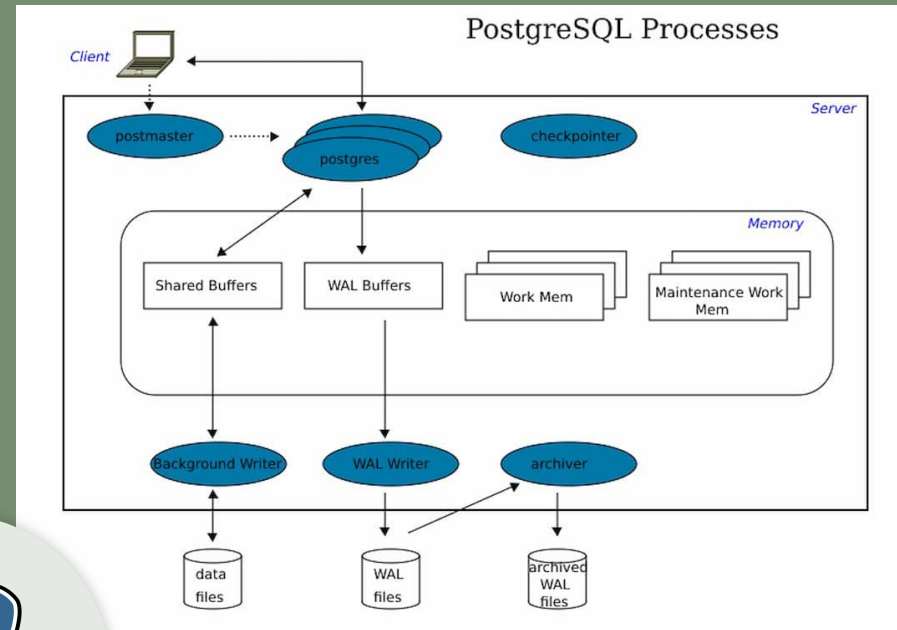 PostgreSQL Processes
Client
Server
postmaster
postgres
checkpointer
Memory
Shared Buffers
WAL Buffers
Work Mem
Maintenance Work
Mem
Background Writer
WAL Writer
archiver
data
files
WAL
files
archived
WAL
files